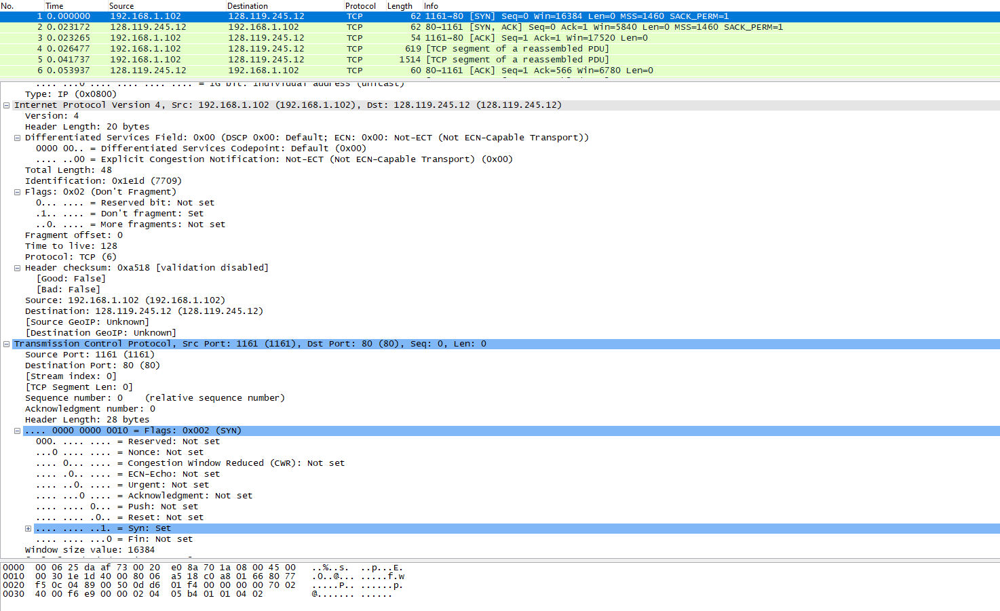 No. Time Source Destination Protocol Length Info
1 0.000000 192.168.1.102 128.119.245.12 TCP 62 1161→80 [SYN] Seq=0 Win=16384 Len=0 MSS=1460 SACK_PERM=1
2 0.023172 128.119.245.12 192.168.1.102 TCP 62 80→1161 [SYN, ACK] Seq=0 Ack=1 Win=5840 Len=0 MSS=1460 SACK_PERM=1
3 0.023265 192.168.1.102 128.119.245.12 TCP 54 1161→80 [ACK] Seq=1 Ack=1 Win=17520 Len=0
4 0.026477 192.168.1.102 128.119.245.12 TCP 619 [TCP segment of a reassembled PDU]
5 0.041737 192.168.1.102 128.119.245.12 TCP 1514 [TCP segment of a reassembled PDU]
6 0.053937 128.119.245.12 192.168.1.102 TCP 60 80→1161 [ACK] Seq=1 Ack=566 Win=6780 Len=0
.... ...0 .... .... .... .... = IG bit: Individual address (unicast)
Type: IP (0x0800)
Internet Protocol Version 4, Src: 192.168.1.102 (192.168.1.102), Dst: 128.119.245.12 (128.119.245.12)
Version: 4
Header Length: 20 bytes
Differentiated Services Field: 0x00 (DSCP 0x00: Default; ECN: 0x00: Not-ECT (Not ECN-Capable Transport))
0000 00.. = Differentiated Services Codepoint: Default (0x00)
.... ..00 = Explicit Congestion Notification: Not-ECT (Not ECN-Capable Transport) (0x00)
Total Length: 48
Identification: 0x1e1d (7709)
Flags: 0x02 (Don't Fragment)
0... .... = Reserved bit: Not set
.1.. .... = Don't fragment: Set
..0. .... = More fragments: Not set
Fragment offset: 0
Time to live: 128
Protocol: TCP (6)
Header checksum: 0xa518 [validation disabled]
[Good: False]
[Bad: False]
Source: 192.168.1.102 (192.168.1.102)
Destination: 128.119.245.12 (128.119.245.12)
[Source GeoIP: Unknown]
[Destination GeoIP: Unknown]
Transmission Control Protocol, Src Port: 1161 (1161), Dst Port: 80 (80), Seq: 0, Len: 0
Source Port: 1161 (1161)
Destination Port: 80 (80)
[Stream index: 0]
[TCP Segment Len: 0]
Sequence number: 0 (relative sequence number)
Acknowledgment number: 0
Header Length: 28 bytes
.... 0000 0000 0010 = Flags: 0x002 (SYN)
000. .... .... = Reserved: Not set
...0 .... .... = Nonce: Not set
.... 0... .... = Congestion Window Reduced (CWR): Not set
.... .0.. .... = ECN-Echo: Not set
.... ..0. .... = Urgent: Not set
.... ...0 .... = Acknowledgment: Not set
.... .... 0... = Push: Not set
.... .... .0.. = Reset: Not set
.... .... ..1. = Syn: Set
.... .... ...0 = Fin: Not set
Window size value: 16384
0000 00 06 25 da af 73 00 20 e0 8a 70 1a 08 00 45 00 ..%..s. ..p...E.
0010 00 30 1e 1d 40 00 80 06 a5 18 c0 a8 01 66 80 77 .0..@... .....f.w
0020 f5 0c 04 89 00 50 0d d6 01 f4 00 00 00 00 70 02 .....P.. ......p.
0030 40 00 f6 e9 00 00 02 04 05 b4 01 01 04 02 @....... ......